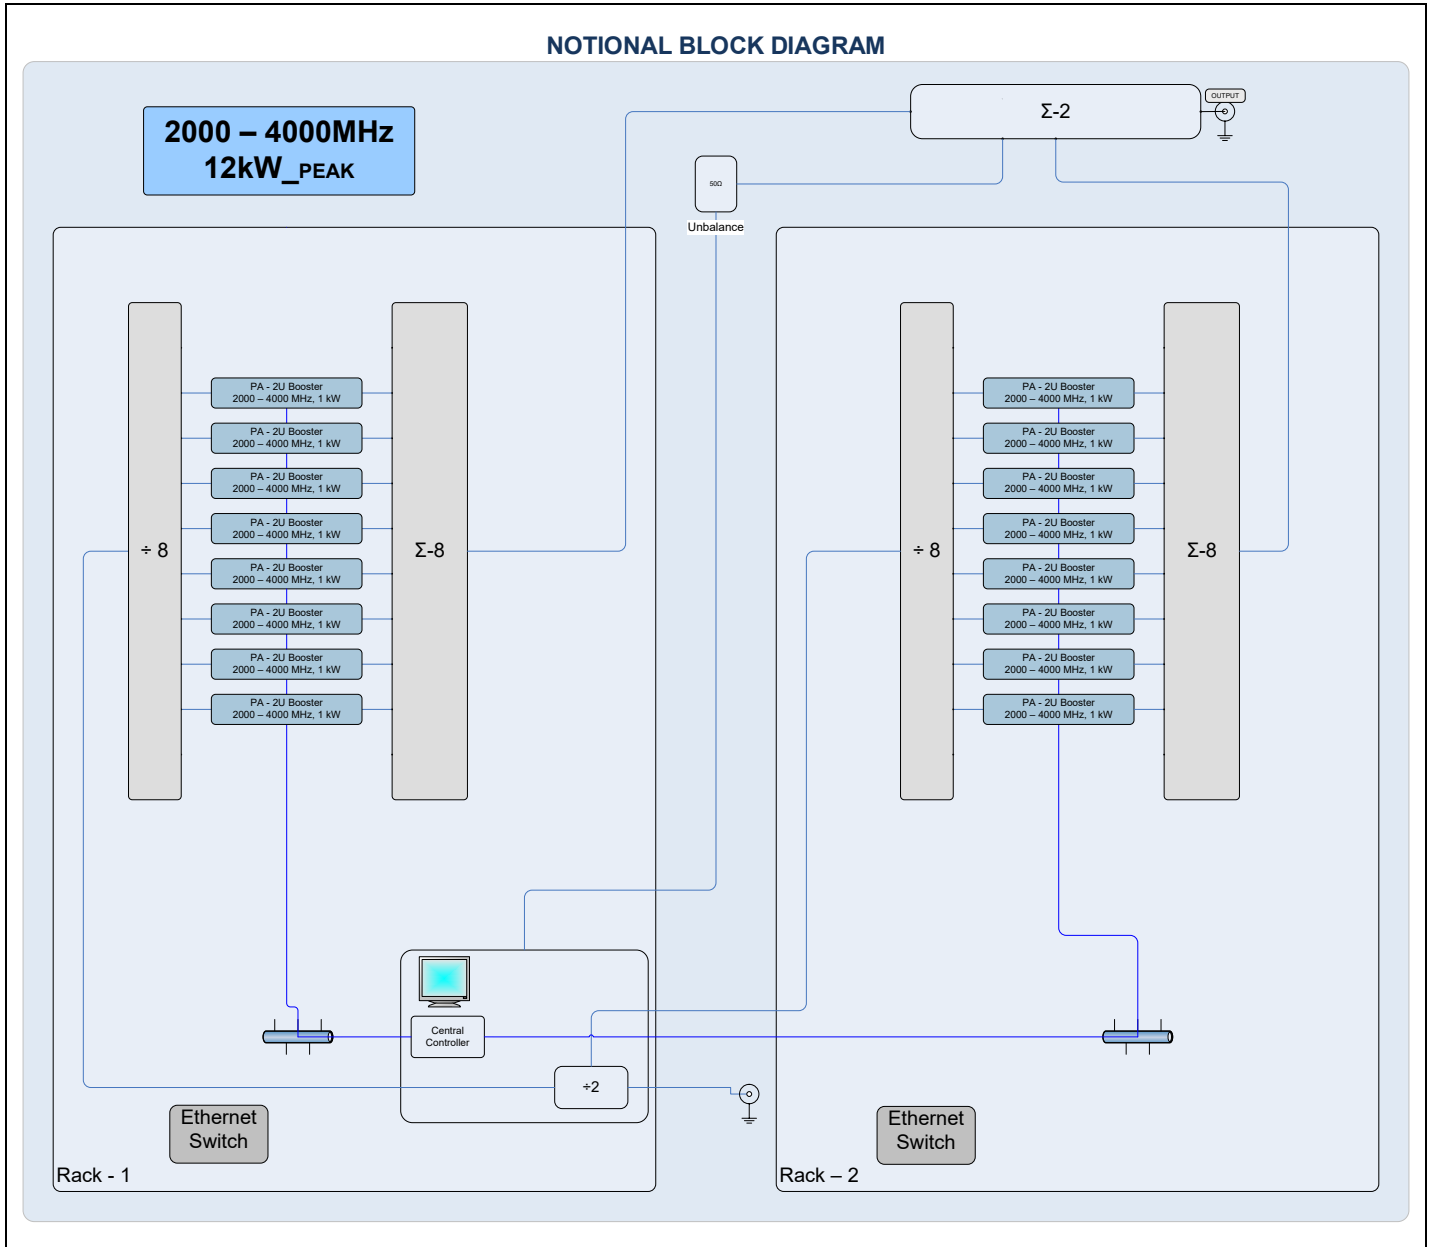 NOTIONAL BLOCK DIAGRAM
2000 – 4000MHz
12kW_PEAK
Σ-2
OUTPUT
50Ω
Unbalance
÷ 8
PA - 2U Booster
2000 – 4000 MHz, 1 kW
PA - 2U Booster
2000 – 4000 MHz, 1 kW
PA - 2U Booster
2000 – 4000 MHz, 1 kW
PA - 2U Booster
2000 – 4000 MHz, 1 kW
PA - 2U Booster
2000 – 4000 MHz, 1 kW
PA - 2U Booster
2000 – 4000 MHz, 1 kW
PA - 2U Booster
2000 – 4000 MHz, 1 kW
PA - 2U Booster
2000 – 4000 MHz, 1 kW
Σ-8
Central
Controller
÷2
Ethernet
Switch
Rack - 1
÷ 8
PA - 2U Booster
2000 – 4000 MHz, 1 kW
PA - 2U Booster
2000 – 4000 MHz, 1 kW
PA - 2U Booster
2000 – 4000 MHz, 1 kW
PA - 2U Booster
2000 – 4000 MHz, 1 kW
PA - 2U Booster
2000 – 4000 MHz, 1 kW
PA - 2U Booster
2000 – 4000 MHz, 1 kW
PA - 2U Booster
2000 – 4000 MHz, 1 kW
PA - 2U Booster
2000 – 4000 MHz, 1 kW
Σ-8
Ethernet
Switch
Rack – 2